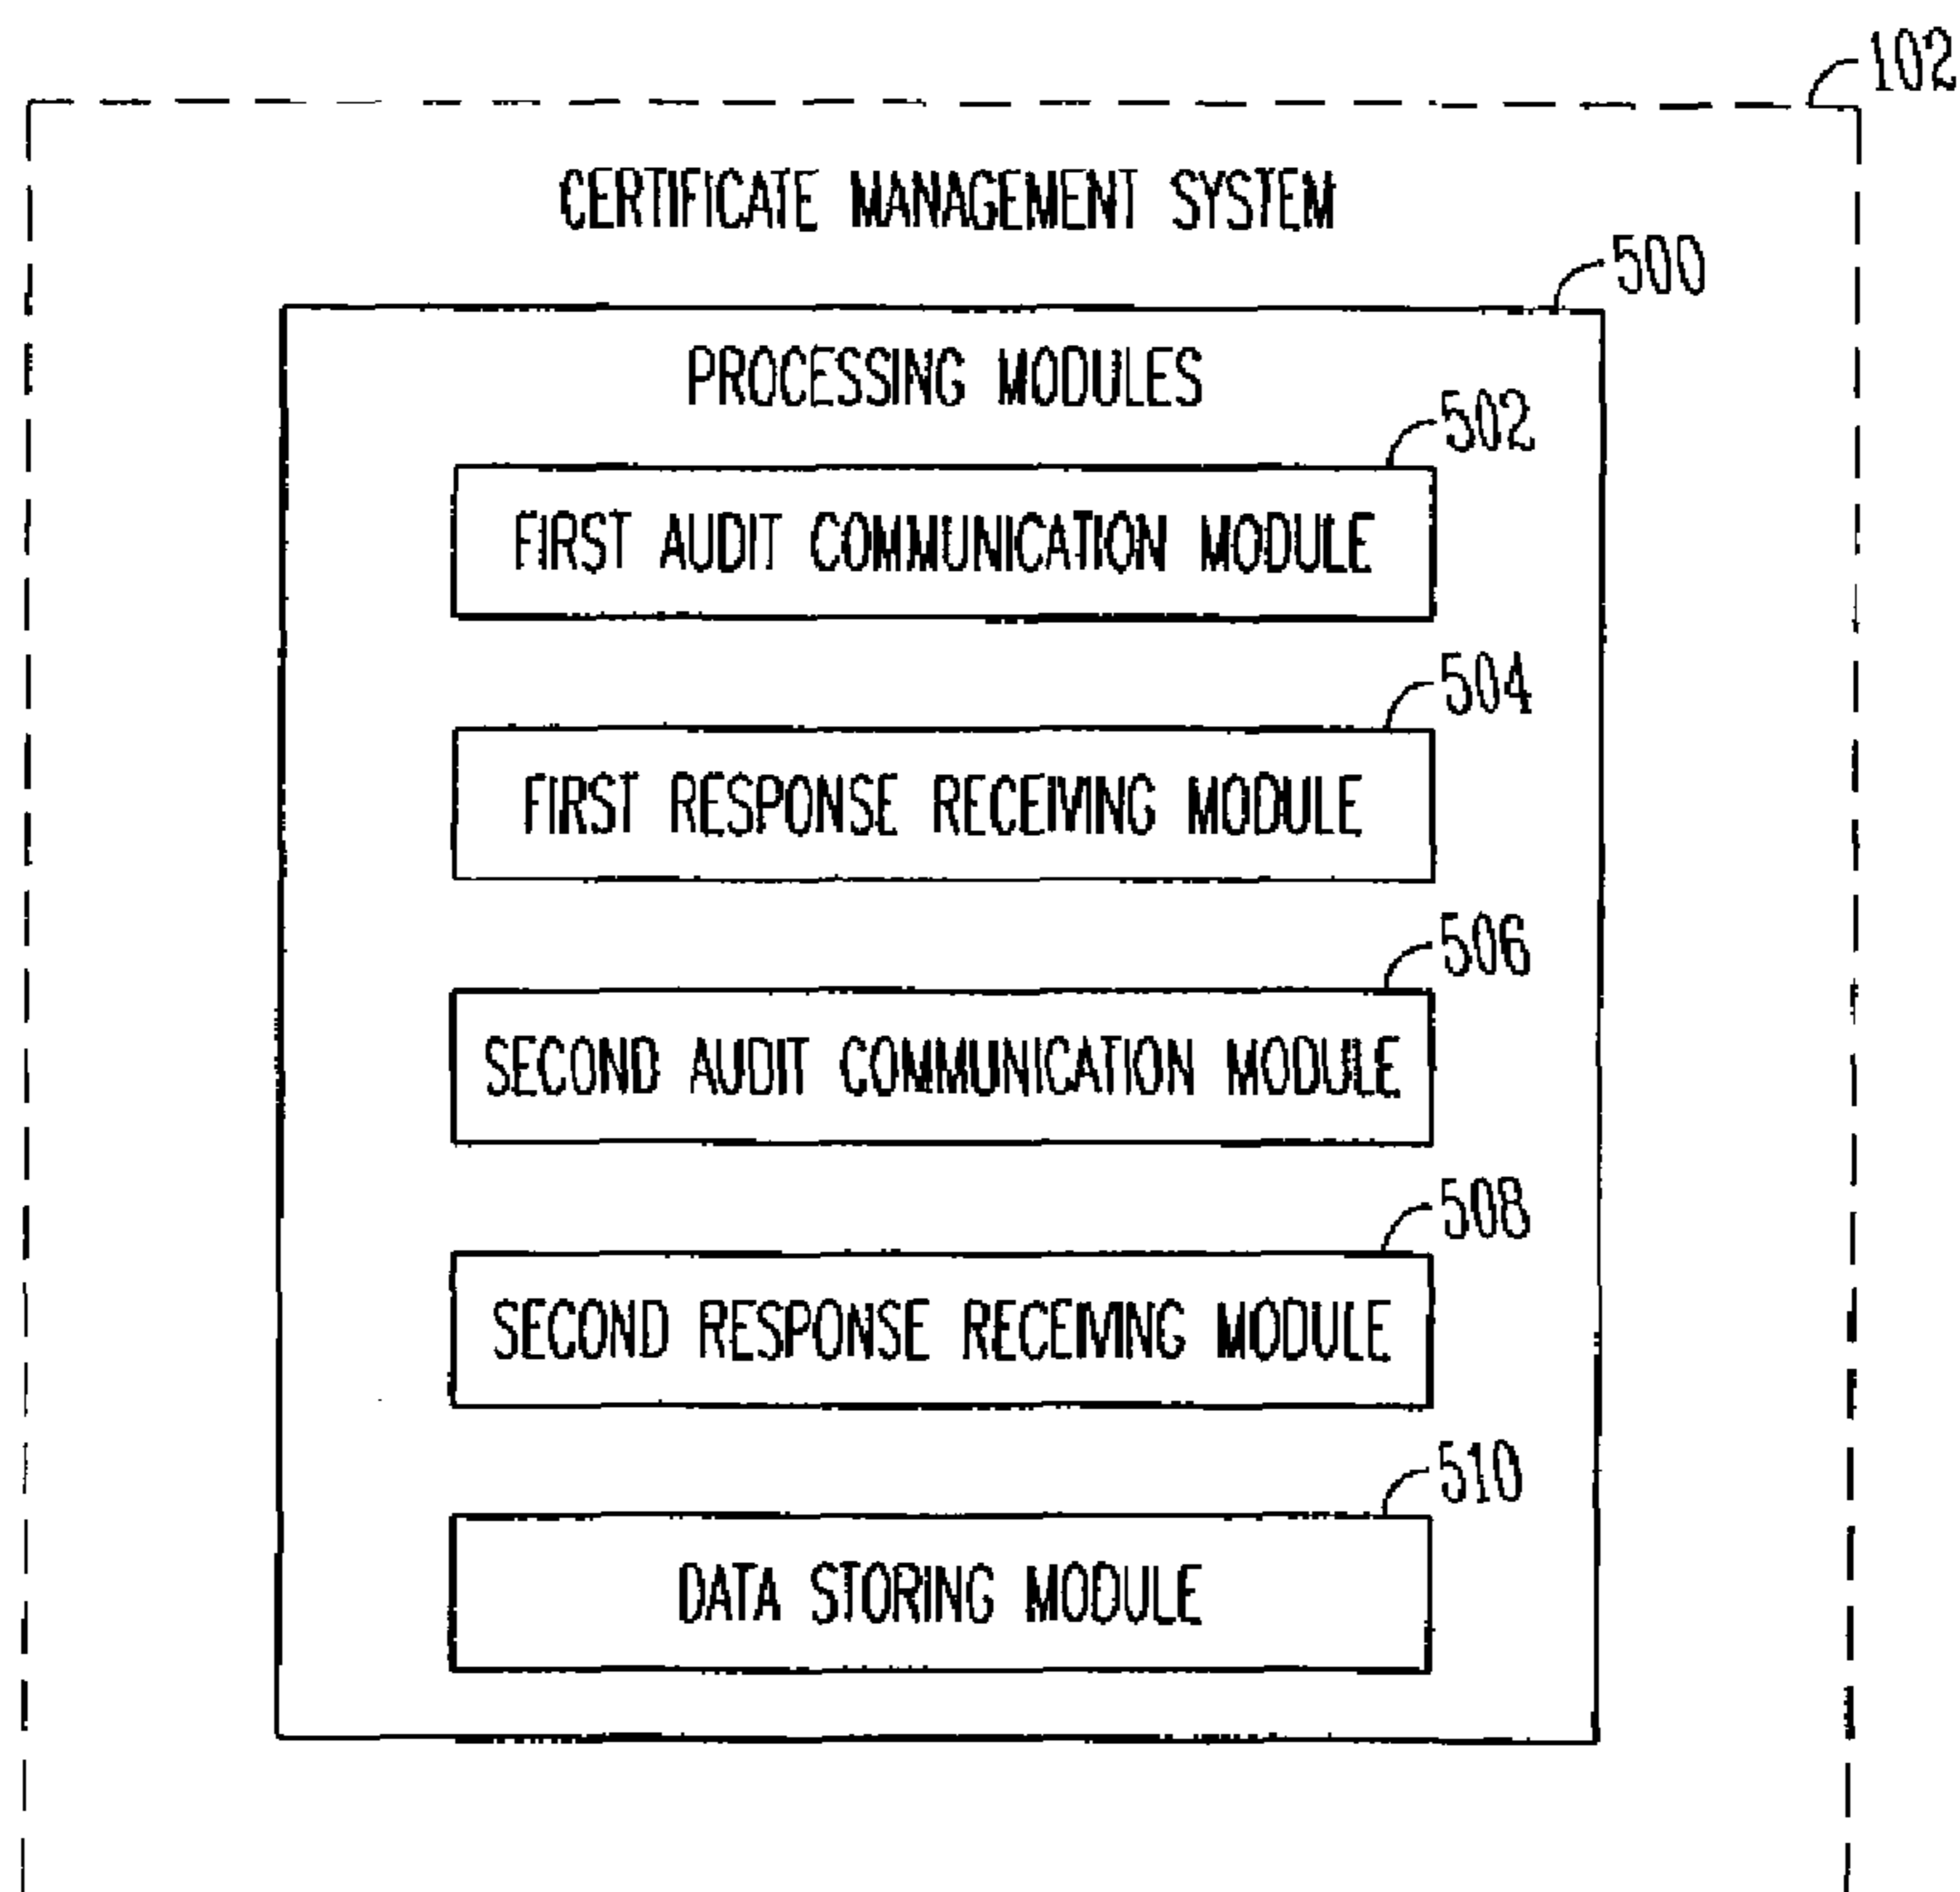 102
CERTIFICATE MANAGEMENT SYSTEM
500
PROCESSING MODULES
502
FIRST AUDIT COMMUNICATION MODULE
504
FIRST RESPONSE RECEIVING MODULE
506
SECOND AUDIT COMMUNICATION MODULE
508
SECOND RESPONSE RECEIVING MODULE
510
DATA STORING MODULE